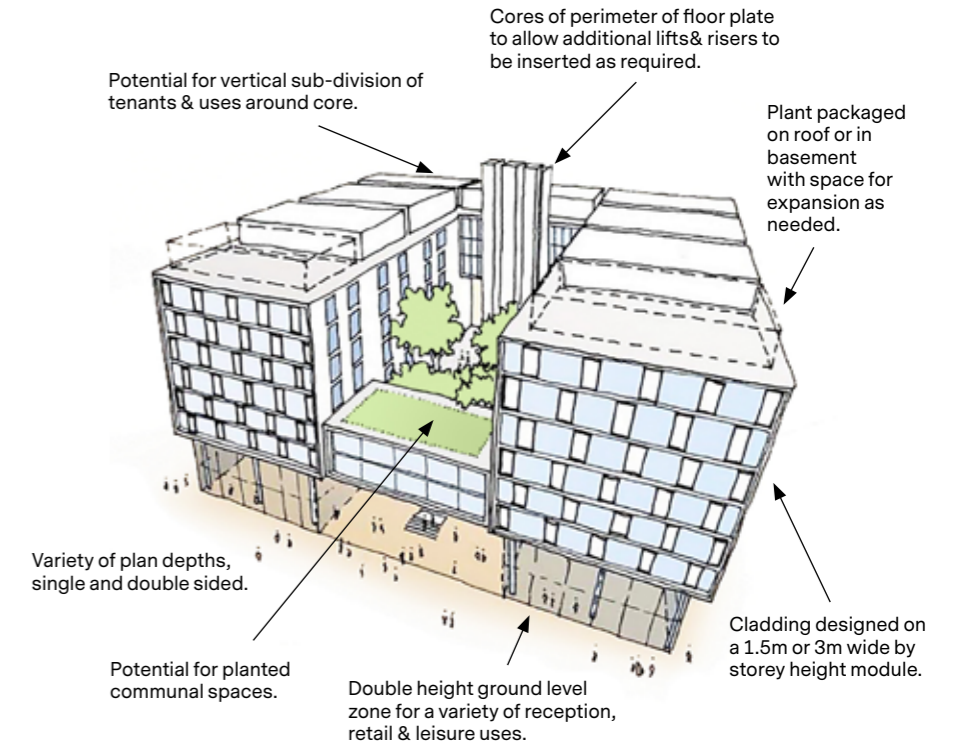 Cores of perimeter of floor plate
to allow additional lifts& risers to
be inserted as required.
Potential for vertical sub-division of
tenants & uses around core.
Plant packaged
on roof or in
basement
with space for
expansion as
needed.
Variety of plan depths,
single and double sided.
Cladding designed on
a 1.5m or 3m wide by
storey height module.
Potential for planted
communal spaces.
Double height ground level
zone for a variety of reception,
retail & leisure uses.